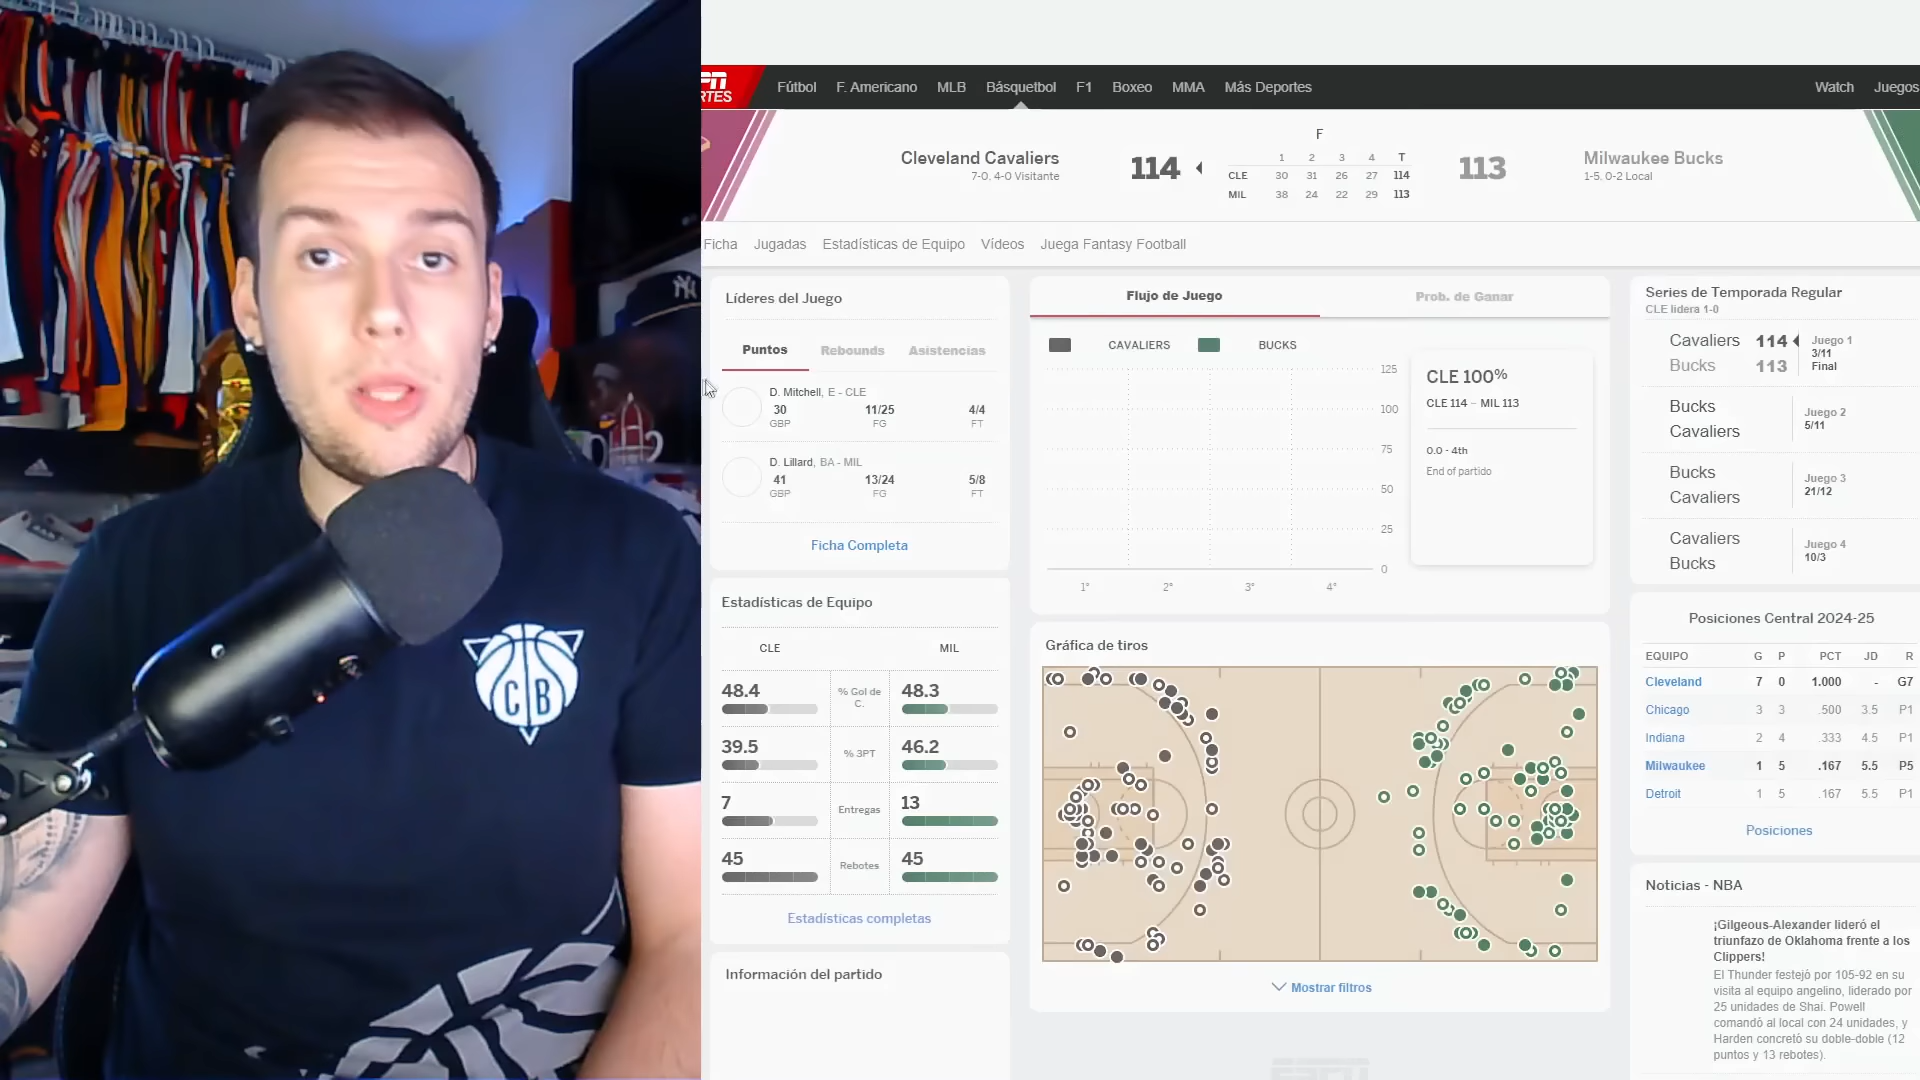 RTES
Fútbol F. Americano MLB Básquetbol F1 Boxeo MMA Más Deportes Watch Juegos
Cleveland Cavaliers
7-0, 4-0 Visitante
114
F
1 2 3 4 T
CLE 30 31 26 27 114
MIL 38 24 22 29 113
113
Milwaukee Bucks
1-5, 0-2 Local
Ficha Jugadas Estadísticas de Equipo Vídeos Juega Fantasy Football
Líderes del Juego
Puntos Rebounds Asistencias
D. Mitchell, E - CLE
30 11/25 4/4
GBP FG FT
D. Lillard, BA - MIL
41 13/24 5/8
GBP FG FT
Ficha Completa
Estadísticas de Equipo
CLE MIL
48.4 % Gol de C. 48.3
39.5 % 3PT 46.2
7 Entregas 13
45 Rebotes 45
Estadísticas completas
Información del partido
Flujo de Juego Prob. de Ganar
CAVALIERS BUCKS
125
100
75
50
25
0
1° 2° 3° 4°
CLE 100%
CLE 114 - MIL 113
0.0 - 4th
End of partido
Gráfica de tiros
Mostrar filtros
Series de Temporada Regular
CLE lidera 1-0
Cavaliers 114 Juego 1
Bucks 113 3/11
Final
Bucks Juego 2
Cavaliers 5/11
Bucks Juego 3
Cavaliers 21/12
Cavaliers Juego 4
Bucks 10/3
Posiciones Central 2024-25
EQUIPO G P PCT JD R
Cleveland 7 0 1.000 - G7
Chicago 3 3 .500 3.5 P1
Indiana 2 4 .333 4.5 P1
Milwaukee 1 5 .167 5.5 P5
Detroit 1 5 .167 5.5 P1
Posiciones
Noticias - NBA
¡Gilgeous-Alexander lideró el
triunfazo de Oklahoma frente a los
Clippers!
El Thunder festejó por 105-92 en su
visita al equipo angelino, liderado por
25 unidades de Shai. Powell
comandó al local con 24 unidades, y
Harden concretó su doble-doble (12
puntos y 13 rebotes).
CB
NY